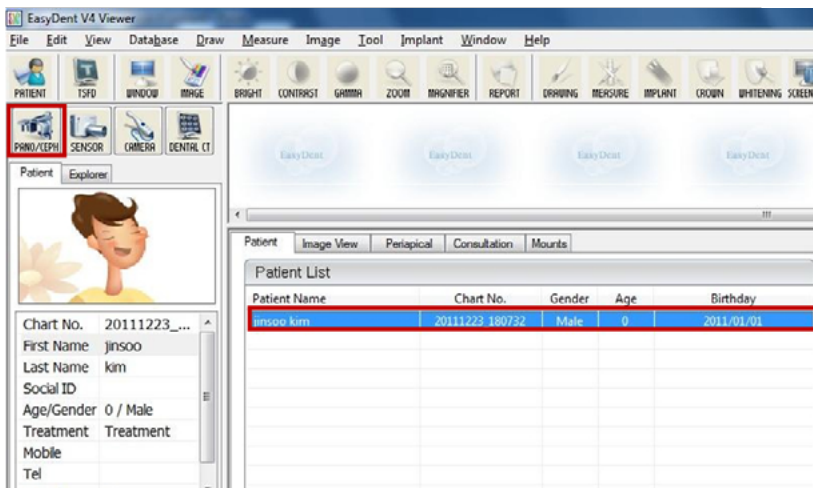 EasyDent V4 Viewer
File Edit View Database Draw Measure Image Tool Implant Window Help
PATIENT TSFD WINDOW IMAGE BRIGHT CONTRAST GAMMA ZOOM MAGNIFIER REPORT DRAWING MERSURE IMPLANT CROWN WHITENING SCREEN
PANO/CEPH SENSOR CAMERA DENTAL CT
EasyDent EasyDent EasyDent EasyDent
Patient Explorer
Patient Image View Periapical Consultation Mounts
Patient List
Patient Name Chart No. Gender Age Birthday
jinsoo kim 20111223_180732 Male 0 2011/01/01
Chart No. 20111223_...
First Name jinsoo
Last Name kim
Social ID
Age/Gender 0 / Male
Treatment Treatment
Mobile
Tel